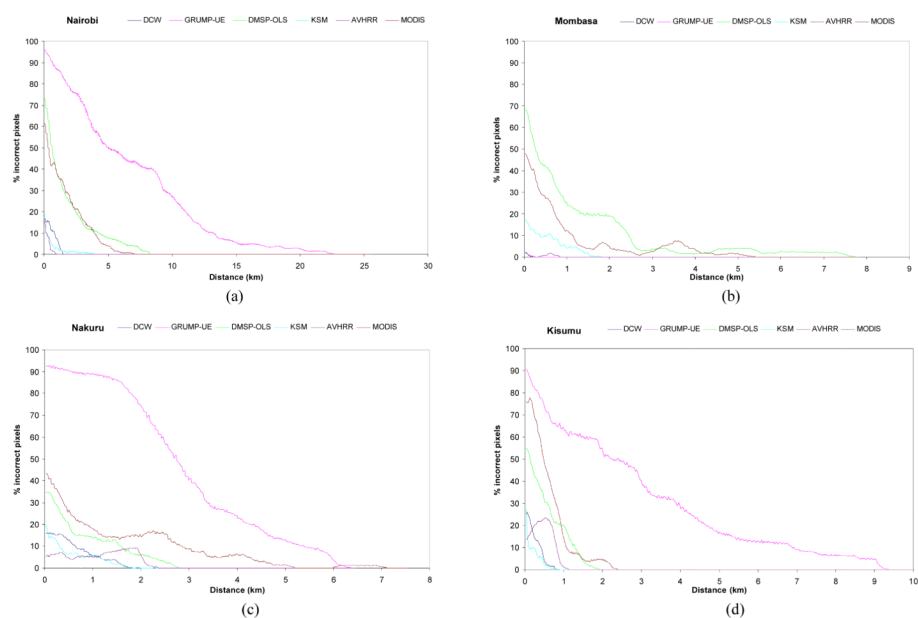 Nairobi
DCW GRUMP-UE DMSP-OLS KSM AVHRR MODIS
100
90
80
70
60
50
40
30
20
10
0
% incorrect pixels
0 5 10 15 20 25 30
Distance (km)
(a)
Mombasa
DCW GRUMP-UE DMSP-OLS KSM AVHRR MODIS
100
90
80
70
60
50
40
30
20
10
0
% incorrect pixels
0 1 2 3 4 5 6 7 8 9
Distance (km)
(b)
Nakuru
DCW GRUMP-UE DMSP-OLS KSM AVHRR MODIS
100
90
80
70
60
50
40
30
20
10
0
% incorrect pixels
0 1 2 3 4 5 6 7 8
Distance (km)
(c)
Kisumu
DCW GRUMP-UE DMSP-OLS KSM AVHRR MODIS
100
90
80
70
60
50
40
30
20
10
0
% incorrect pixels
0 1 2 3 4 5 6 7 8 9 10
Distance (km)
(d)